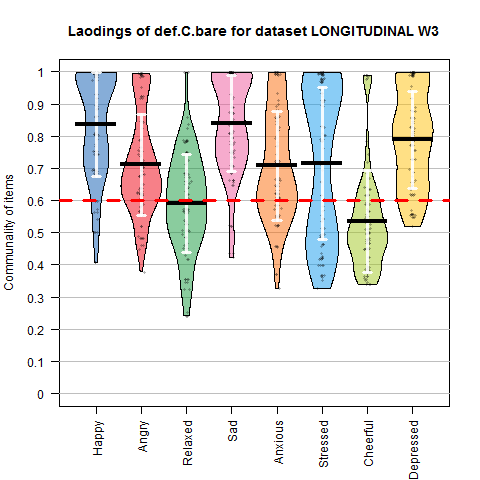 Laodings of def.C.bare for dataset LONGITUDINAL W3
Communality of items
1
0.9
0.8
0.7
0.6
0.5
0.4
0.3
0.2
0.1
0
Happy
Angry
Relaxed
Sad
Anxious
Stressed
Cheerful
Depressed